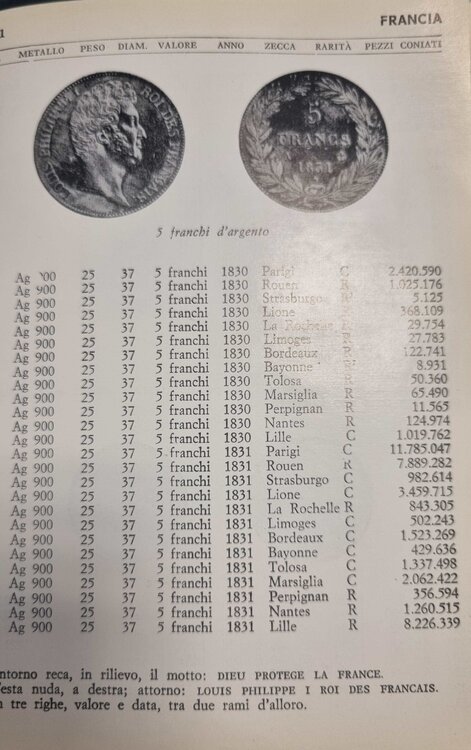 1
FRANCIA
METALLO PESO DIAM. VALORE ANNO ZECCA RARITÀ PEZZI CONIATI
LOUIS PHILIPPE I ROI DES FRANÇAIS
5
FRANCS
1831
5 franchi d'argento
Ag 900 25 37 5 franchi 1830 Parigi C 2.420.590
Ag 900 25 37 5 franchi 1830 Rouen R 1.025.176
Ag 900 25 37 5 franchi 1830 Strasburgo 5.125
Ag 900 25 37 5 franchi 1830 Lione 368.109
Ag 900 25 37 5 franchi 1830 La Rochelle 29.754
Ag 900 25 37 5 franchi 1830 Limoges 27.783
Ag 900 25 37 5 franchi 1830 Bordeaux R 122.741
Ag 900 25 37 5 franchi 1830 Bayonne 8.931
Ag 900 25 37 5 franchi 1830 Tolosa R 50.360
Ag 900 25 37 5 franchi 1830 Marsiglia R 65.490
Ag 900 25 37 5 franchi 1830 Perpignan R 11.565
Ag 900 25 37 5 franchi 1830 Nantes R 124.974
Ag 900 25 37 5 franchi 1830 Lille C 1.019.762
Ag 900 25 37 5 franchi 1831 Parigi C 11.785.047
Ag 900 25 37 5 franchi 1831 Rouen R 7.889.282
Ag 900 25 37 5 franchi 1831 Strasburgo C 982.614
Ag 900 25 37 5 franchi 1831 Lione C 3.459.715
Ag 900 25 37 5 franchi 1831 La Rochelle R 843.305
Ag 900 25 37 5 franchi 1831 Limoges C 502.243
Ag 900 25 37 5 franchi 1831 Bordeaux C 1.523.269
Ag 900 25 37 5 franchi 1831 Bayonne C 429.636
Ag 900 25 37 5 franchi 1831 Tolosa C 1.337.498
Ag 900 25 37 5 franchi 1831 Marsiglia C 2.062.422
Ag 900 25 37 5 franchi 1831 Perpignan R 356.594
Ag 900 25 37 5 franchi 1831 Nantes R 1.260.515
Ag 900 25 37 5 franchi 1831 Lille R 8.226.339
ntorno reca, in rilievo, il motto: DIEU PROTEGE LA FRANCE.
esta nuda, a destra; attorno: LOUIS PHILIPPE I ROI DES FRANCAIS.
n tre righe, valore e data, tra due rami d'alloro.